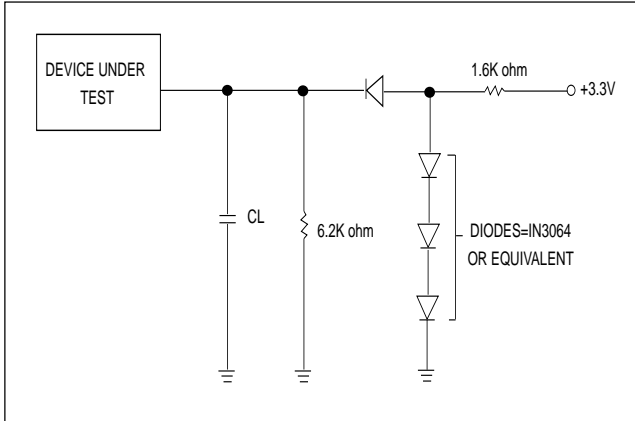 DEVICE UNDER
TEST
1.6K ohm
+3.3V
CL
6.2K ohm
DIODES=IN3064
OR EQUIVALENT